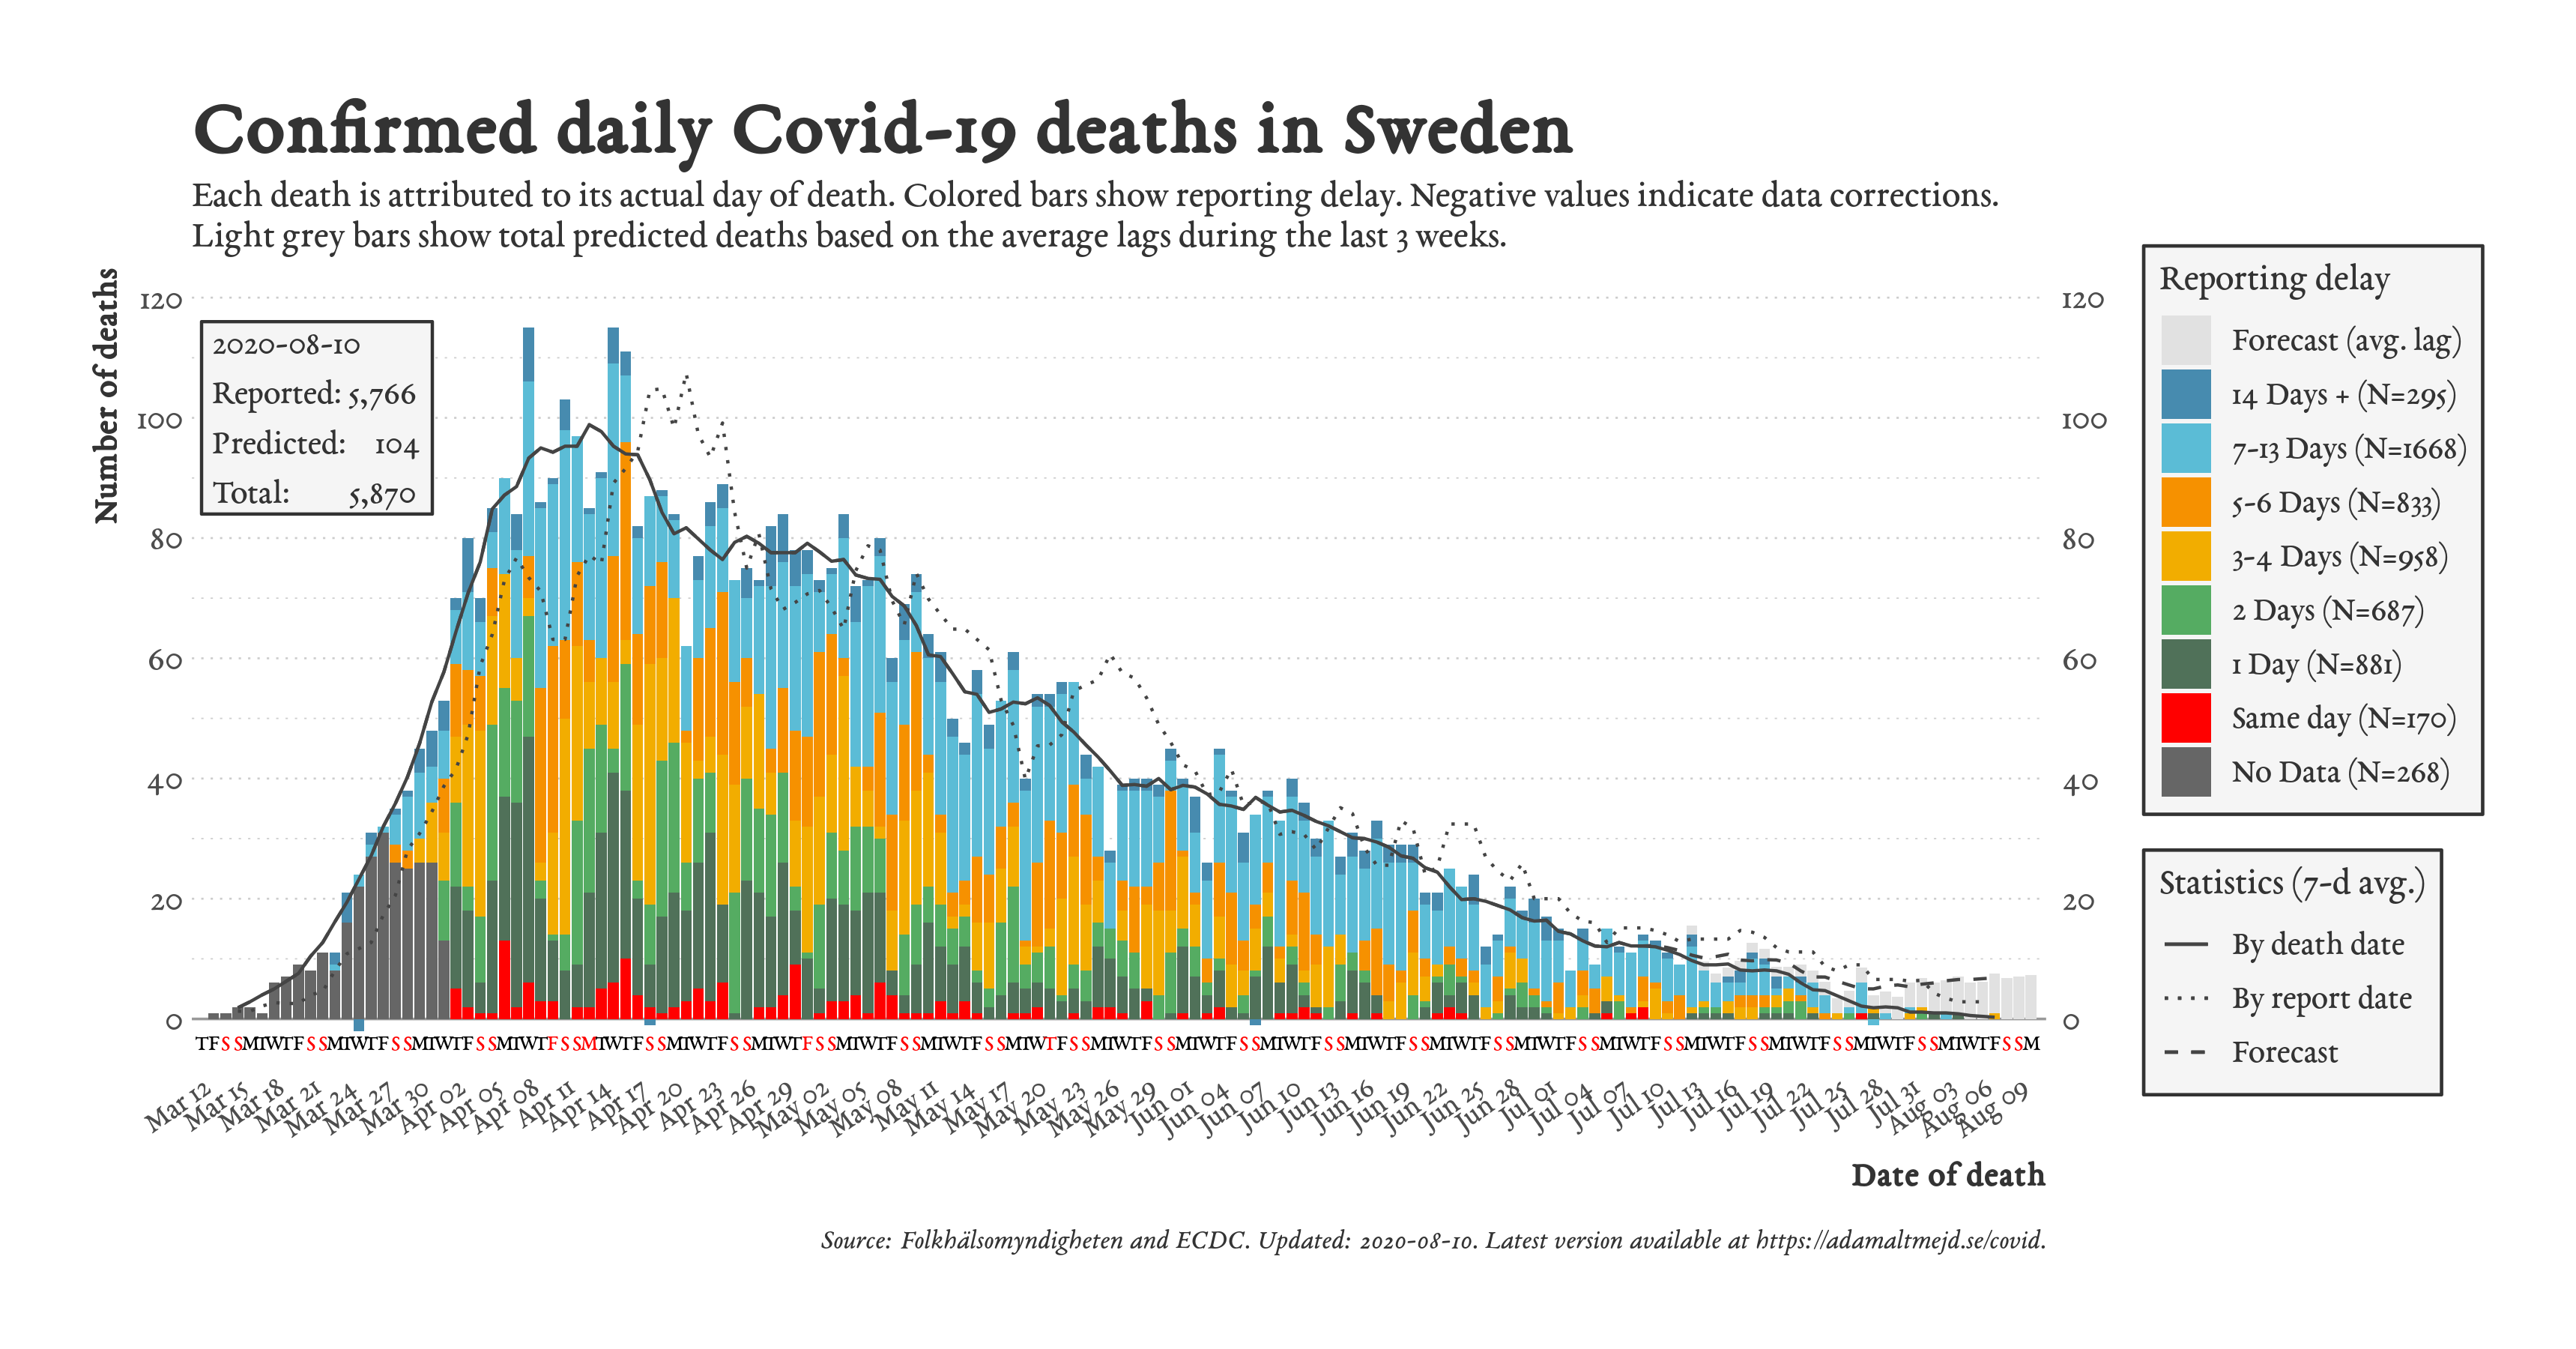 Confirmed daily Covid-19 deaths in Sweden
Each death is attributed to its actual day of death. Colored bars show reporting delay. Negative values indicate data corrections.
Light grey bars show total predicted deaths based on the average lags during the last 3 weeks.
Number of deaths
120
100
80
60
40
20
0
2020-08-10
Reported: 5,766
Predicted: 104
Total: 5,870
120
100
80
60
40
20
0
Reporting delay
Forecast (avg. lag)
14 Days + (N=295)
7-13 Days (N=1668)
5-6 Days (N=833)
3-4 Days (N=958)
2 Days (N=687)
1 Day (N=881)
Same day (N=170)
No Data (N=268)
Statistics (7-d avg.)
By death date
By report date
Forecast
TFSSMTWTFSSMTWTFSSMTWTFSSMTWTFSSMTWTFSSMTWTFSSMTWTFSSMTWTFSSMTWTFSSMTWTFSSMTWTFSSMTWTFSSMTWTFSSMTWTFSSMTWTFSSMTWTFSSMTWTFSSMTWTFSSMTWTFSSMTWTFSSM
Mar 12
Mar 15
Mar 18
Mar 21
Mar 24
Mar 27
Mar 30
Apr 02
Apr 05
Apr 08
Apr 11
Apr 14
Apr 17
Apr 20
Apr 23
Apr 26
Apr 29
May 02
May 05
May 08
May 11
May 14
May 17
May 20
May 23
May 26
May 29
Jun 01
Jun 04
Jun 07
Jun 10
Jun 13
Jun 16
Jun 19
Jun 22
Jun 25
Jun 28
Jul 01
Jul 04
Jul 07
Jul 10
Jul 13
Jul 16
Jul 19
Jul 22
Jul 25
Jul 28
Jul 31
Aug 03
Aug 06
Aug 09
Date of death
Source: Folkhälsomyndigheten and ECDC. Updated: 2020-08-10. Latest version available at https://adamaltmejd.se/covid.